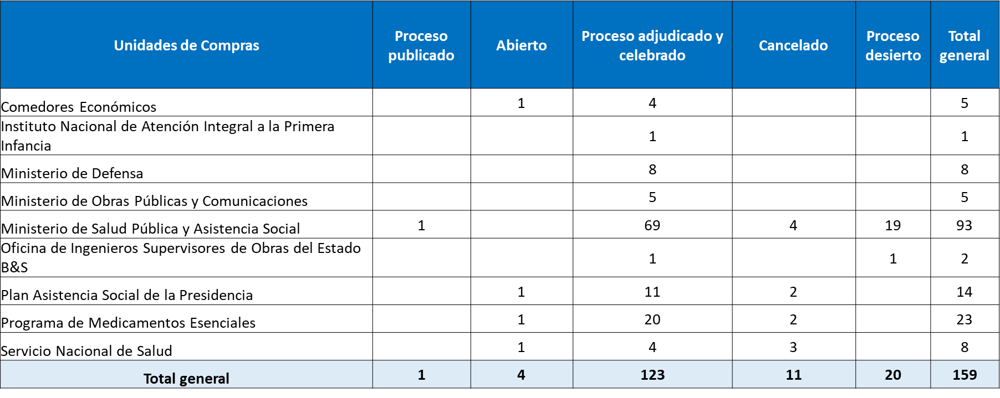 Unidades de Compras
Proceso
publicado
Abierto
Proceso adjudicado y
celebrado
Cancelado
Proceso
desierto
Total
general
Comedores Económicos 1 4 5
Instituto Nacional de Atención Integral a la Primera
Infancia 1 1
Ministerio de Defensa 8 8
Ministerio de Obras Públicas y Comunicaciones 5 5
Ministerio de Salud Pública y Asistencia Social 1 69 4 19 93
Oficina de Ingenieros Supervisores de Obras del Estado
B&S 1 1 2
Plan Asistencia Social de la Presidencia 1 11 2 14
Programa de Medicamentos Esenciales 1 20 2 23
Servicio Nacional de Salud 1 4 3 8
Total general 1 4 123 11 20 159